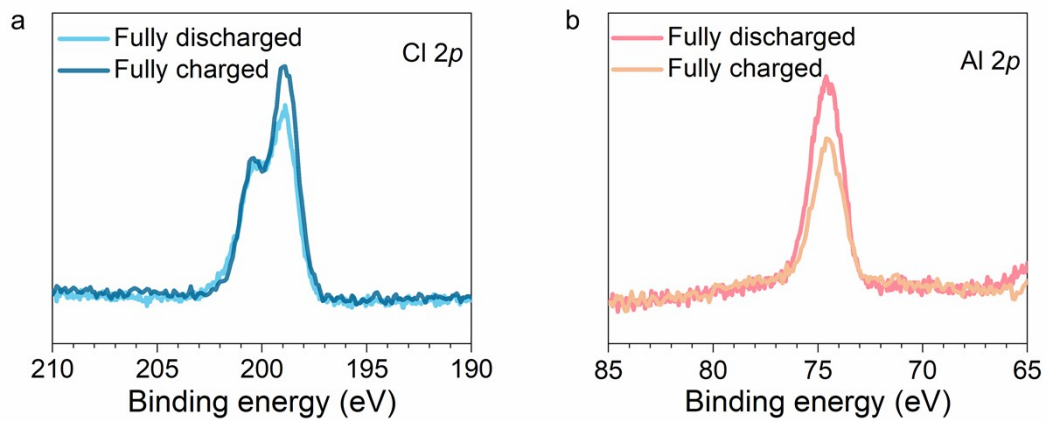 a
Fully discharged
Fully charged
Cl 2p
210 205 200 195 190
Binding energy (eV)
b
Fully discharged
Fully charged
Al 2p
85 80 75 70 65
Binding energy (eV)